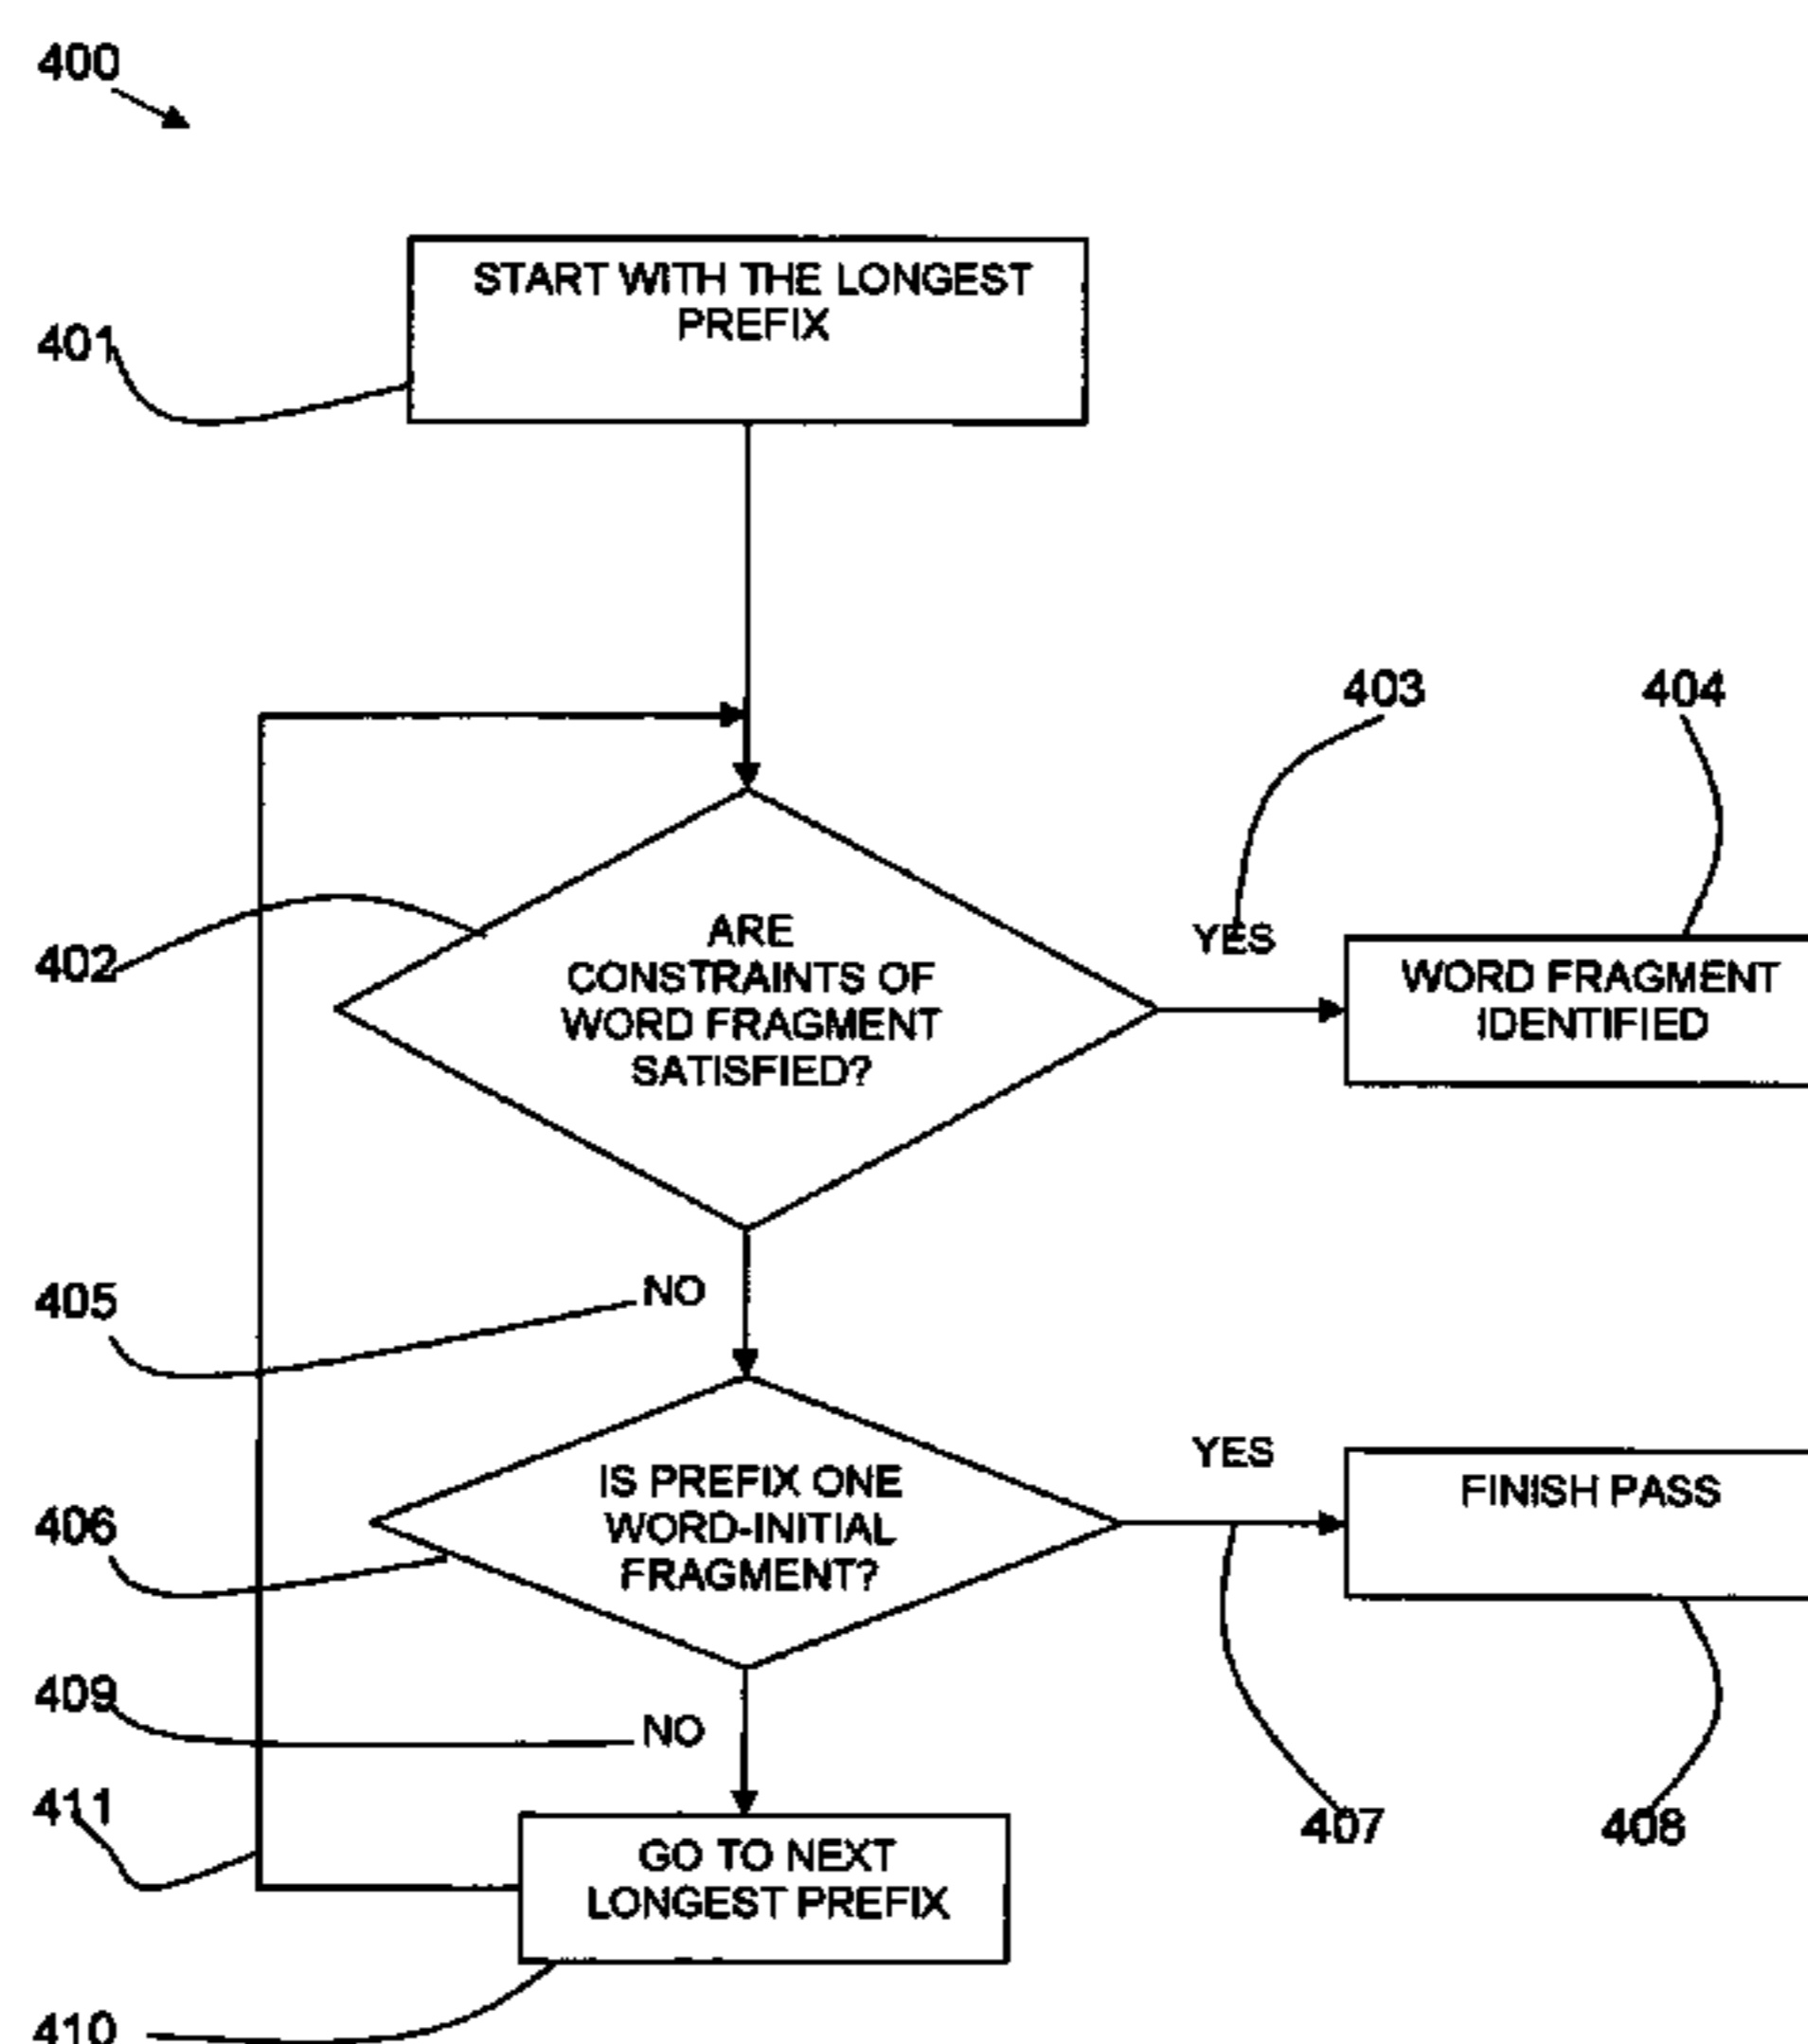 400
START WITH THE LONGEST
PREFIX
401
403
404
402
ARE
CONSTRAINTS OF
WORD FRAGMENT
SATISFIED?
YES
WORD FRAGMENT
IDENTIFIED
405
NO
406
IS PREFIX ONE
WORD-INITIAL
FRAGMENT?
YES
FINISH PASS
409
NO
411
407
408
GO TO NEXT
LONGEST PREFIX
410